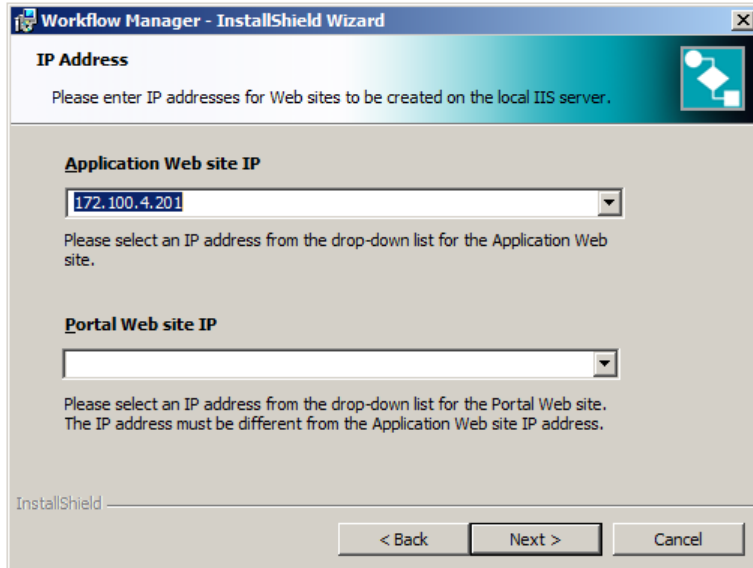 Workflow Manager - InstallShield Wizard
IP Address
Please enter IP addresses for Web sites to be created on the local IIS server.
Application Web site IP
172.100.4.201
Please select an IP address from the drop-down list for the Application Web
site.
Portal Web site IP
Please select an IP address from the drop-down list for the Portal Web site.
The IP address must be different from the Application Web site IP address.
InstallShield
< Back Next > Cancel